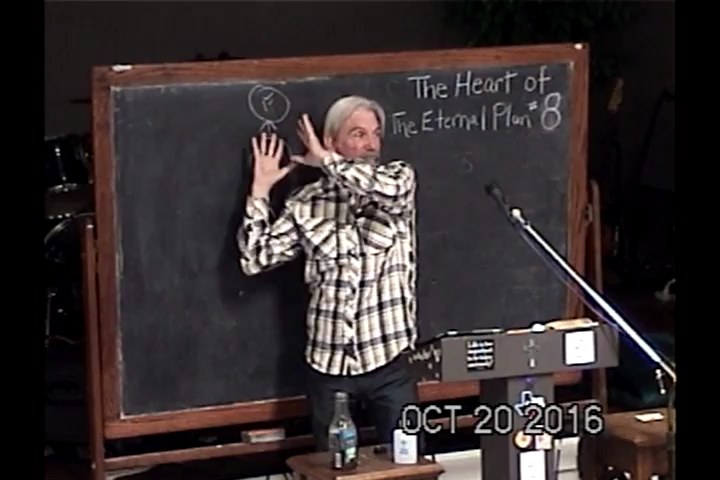 The Heart of
The Eternal Plan #8
F
OCT 20 2016